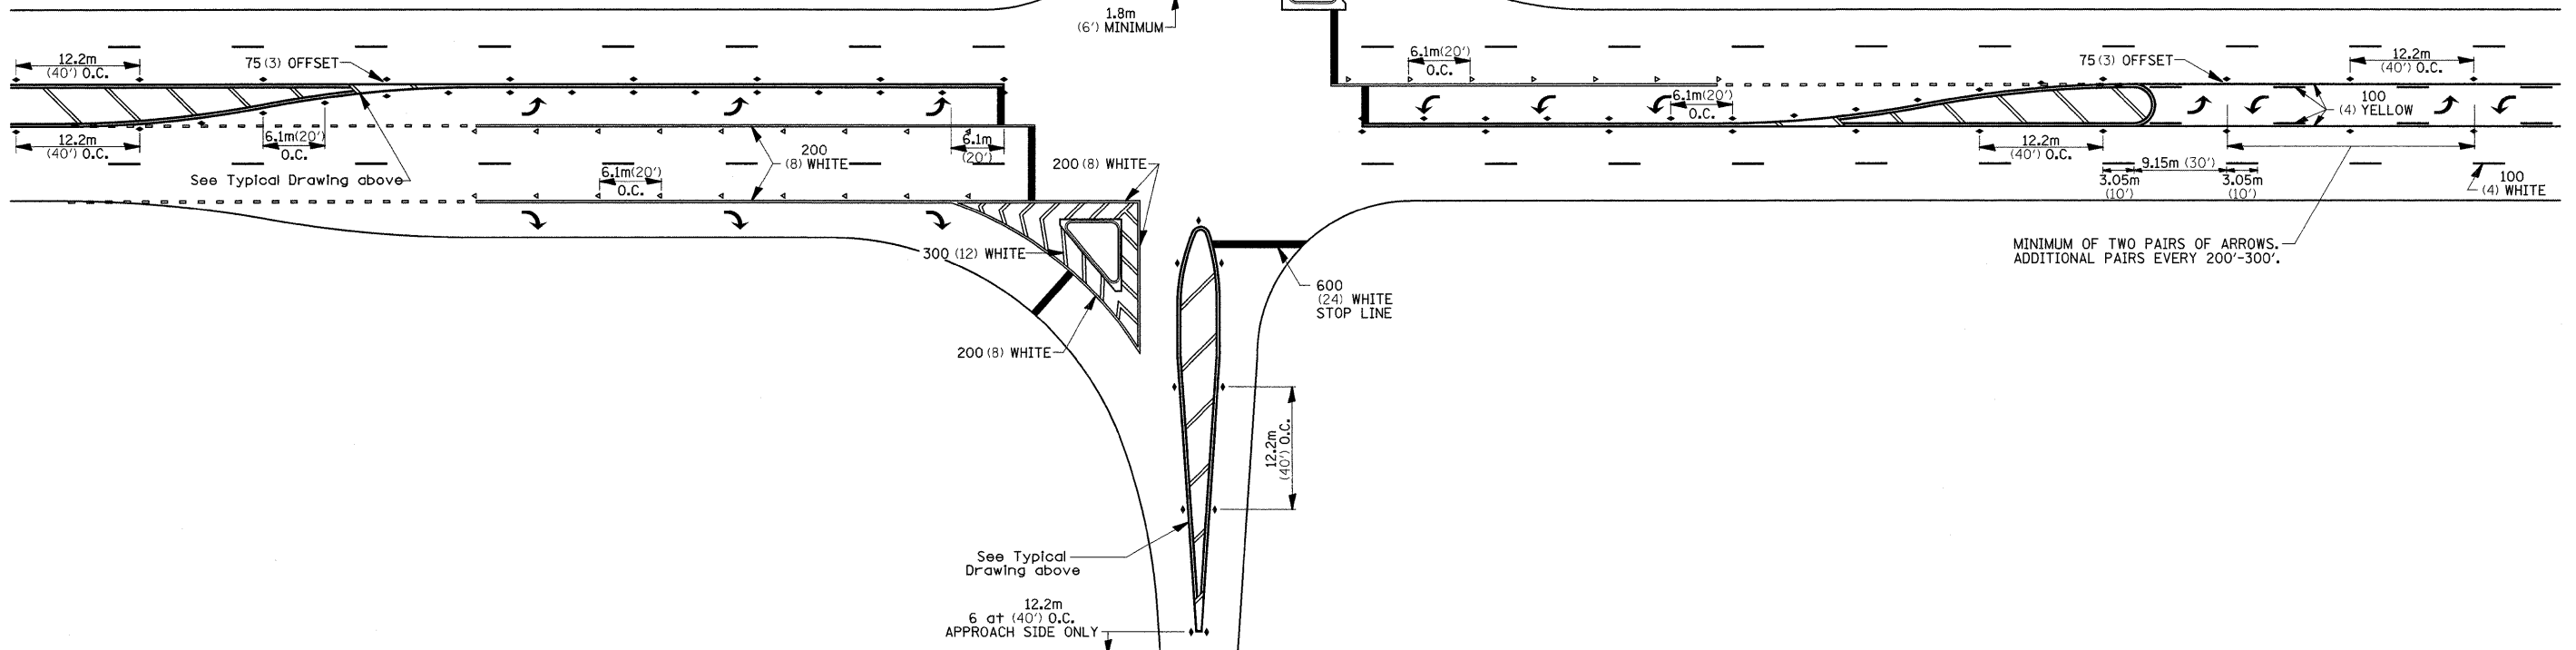 1.8m
(6') MINIMUM
12.2m
(40') O.C.
75 (3) OFFSET
6.1m(20')
O.C.
75 (3) OFFSET
12.2m
(40') O.C.
6.1m(20')
O.C.
100
(4) YELLOW
12.2m
(40') O.C.
6.1m(20')
O.C.
See Typical Drawing above
6.1m(20')
O.C.
200
(8) WHITE
6.1m
(20')
200 (8) WHITE
12.2m
(40') O.C.
9.15m (30')
3.05m
(10')
3.05m
(10')
100
(4) WHITE
300 (12) WHITE
MINIMUM OF TWO PAIRS OF ARROWS.
ADDITIONAL PAIRS EVERY 200'-300'.
600
(24) WHITE
STOP LINE
200 (8) WHITE
12.2m
(40') O.C.
See Typical
Drawing above
12.2m
6 at (40') O.C.
APPROACH SIDE ONLY